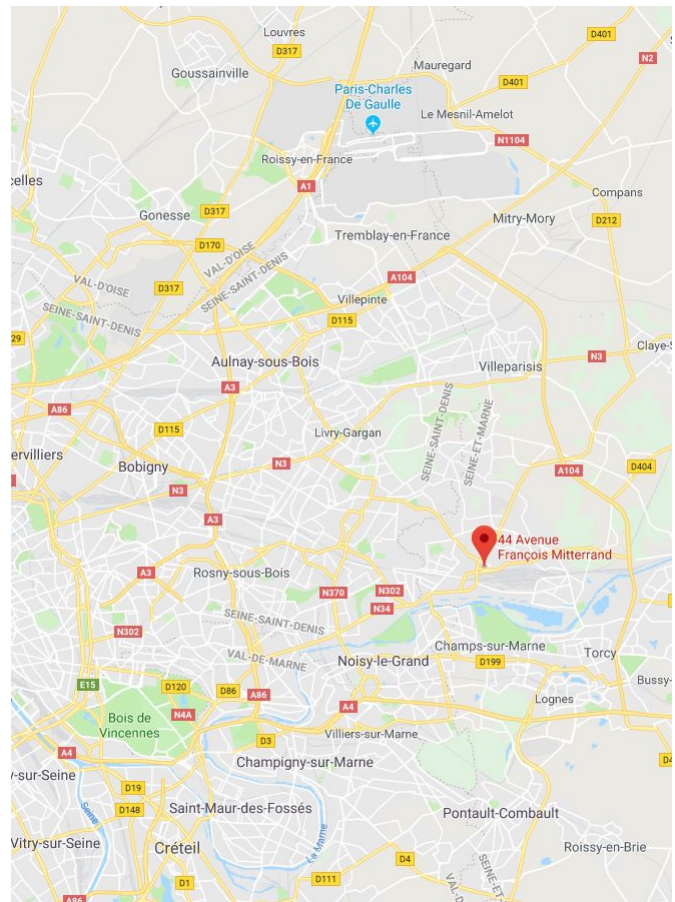 Louvres
D317
D401
N2
Goussainville
Mauregard
D401
Paris-Charles
De Gaulle
Le Mesnil-Amelot
N1104
Roissy-en-France
A1
celles
Compans
Gonesse
D317
Mitry-Mory
D212
D170
Tremblay-en-France
VAL-D'OISE
SEINE-SAINT-DENIS
A104
VAL-D'OISE
SEINE-SAINT-DENIS
D317
Villepinte
D115
29
Claye-S
N3
Aulnay-sous-Bois
Villeparisis
A3
A86
SEINE-SAINT-DENIS
SEINE-ET-MARNE
D115
Livry-Gargan
ervilliers
Bobigny
N3
A104
D404
N3
A3
44 Avenue
François Mitterrand
A3
Rosny-sous-Bois
N370
N302
N34
SEINE-SAINT-DENIS
VAL-DE-MARNE
N302
Champs-sur-Marne
Torcy
Noisy-le-Grand
D199
E15
D120
D86
A86
Bussy-
Lognes
Bois de
Vincennes
N4A
A4
Villiers-sur-Marne
D3
A4
Champigny-sur-Marne
D4
y-sur-Seine
D19
Seine
D148
Saint-Maur-des-Fossés
Pontault-Combault
La Marne
Vitry-sur-Seine
Créteil
Roissy-en-Brie
D4
SEINE-ET-
VAL-D
D1
D111
A86